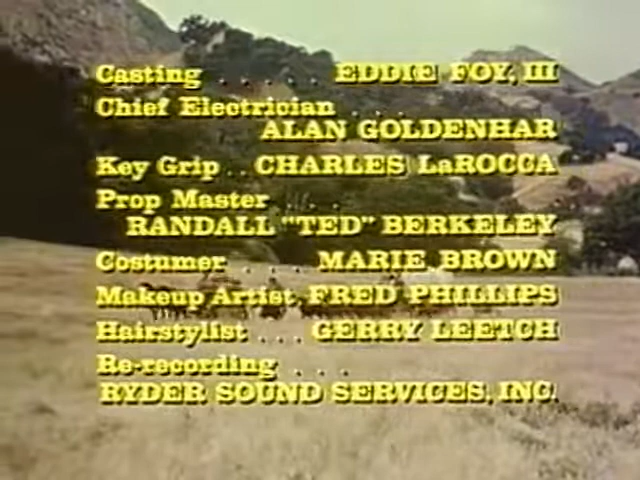 Casting . . . . . EDDIE FOY, III
Chief Electrician . . .
ALAN GOLDENHAR
Key Grip . . CHARLES LaROCCA
Prop Master . . . .
RANDALL "TED" BERKELEY
Costumer . . . . MARIE BROWN
Makeup Artist. FRED PHILLIPS
Hairstylist . . . GERRY LEETCH
Re-recording . . .
RYDER SOUND SERVICES, INC.